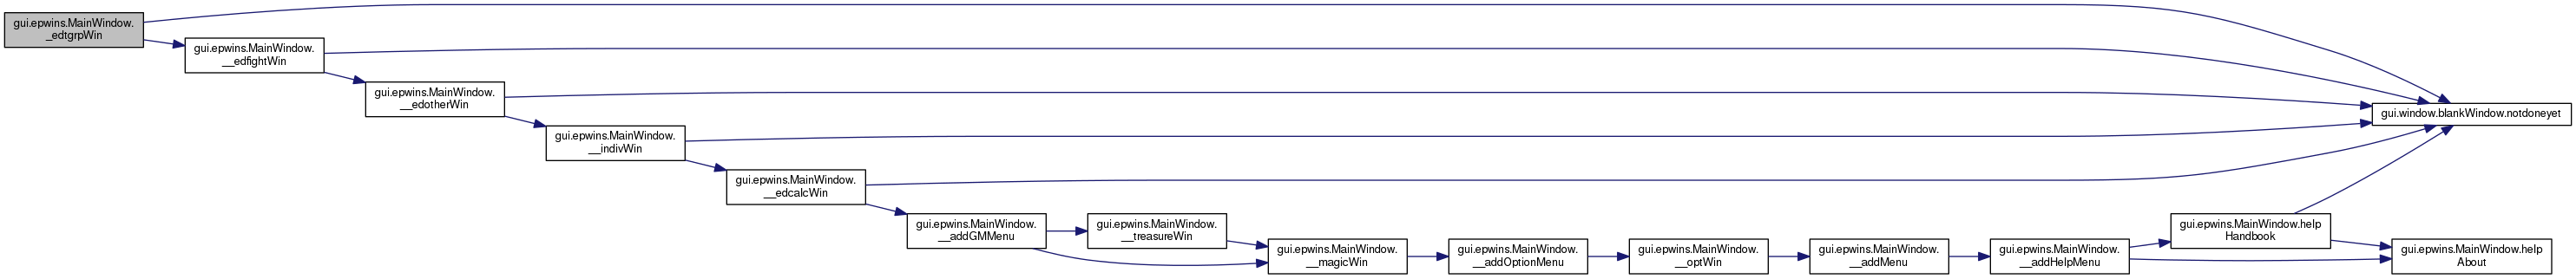 gui.epwins.MainWindow.
_edtgrpWin
gui.epwins.MainWindow.
__edfightWin
gui.epwins.MainWindow.
__edotherWin
gui.epwins.MainWindow.
__indivWin
gui.epwins.MainWindow.
__edcalcWin
gui.epwins.MainWindow.
__addGMMenu
gui.epwins.MainWindow.
__treasureWin
gui.epwins.MainWindow.
__magicWin
gui.epwins.MainWindow.
__addOptionMenu
gui.epwins.MainWindow.
__optWin
gui.epwins.MainWindow.
__addMenu
gui.epwins.MainWindow.
__addHelpMenu
gui.epwins.MainWindow.help
Handbook
gui.window.blankWindow.notdoneyet
gui.epwins.MainWindow.help
About